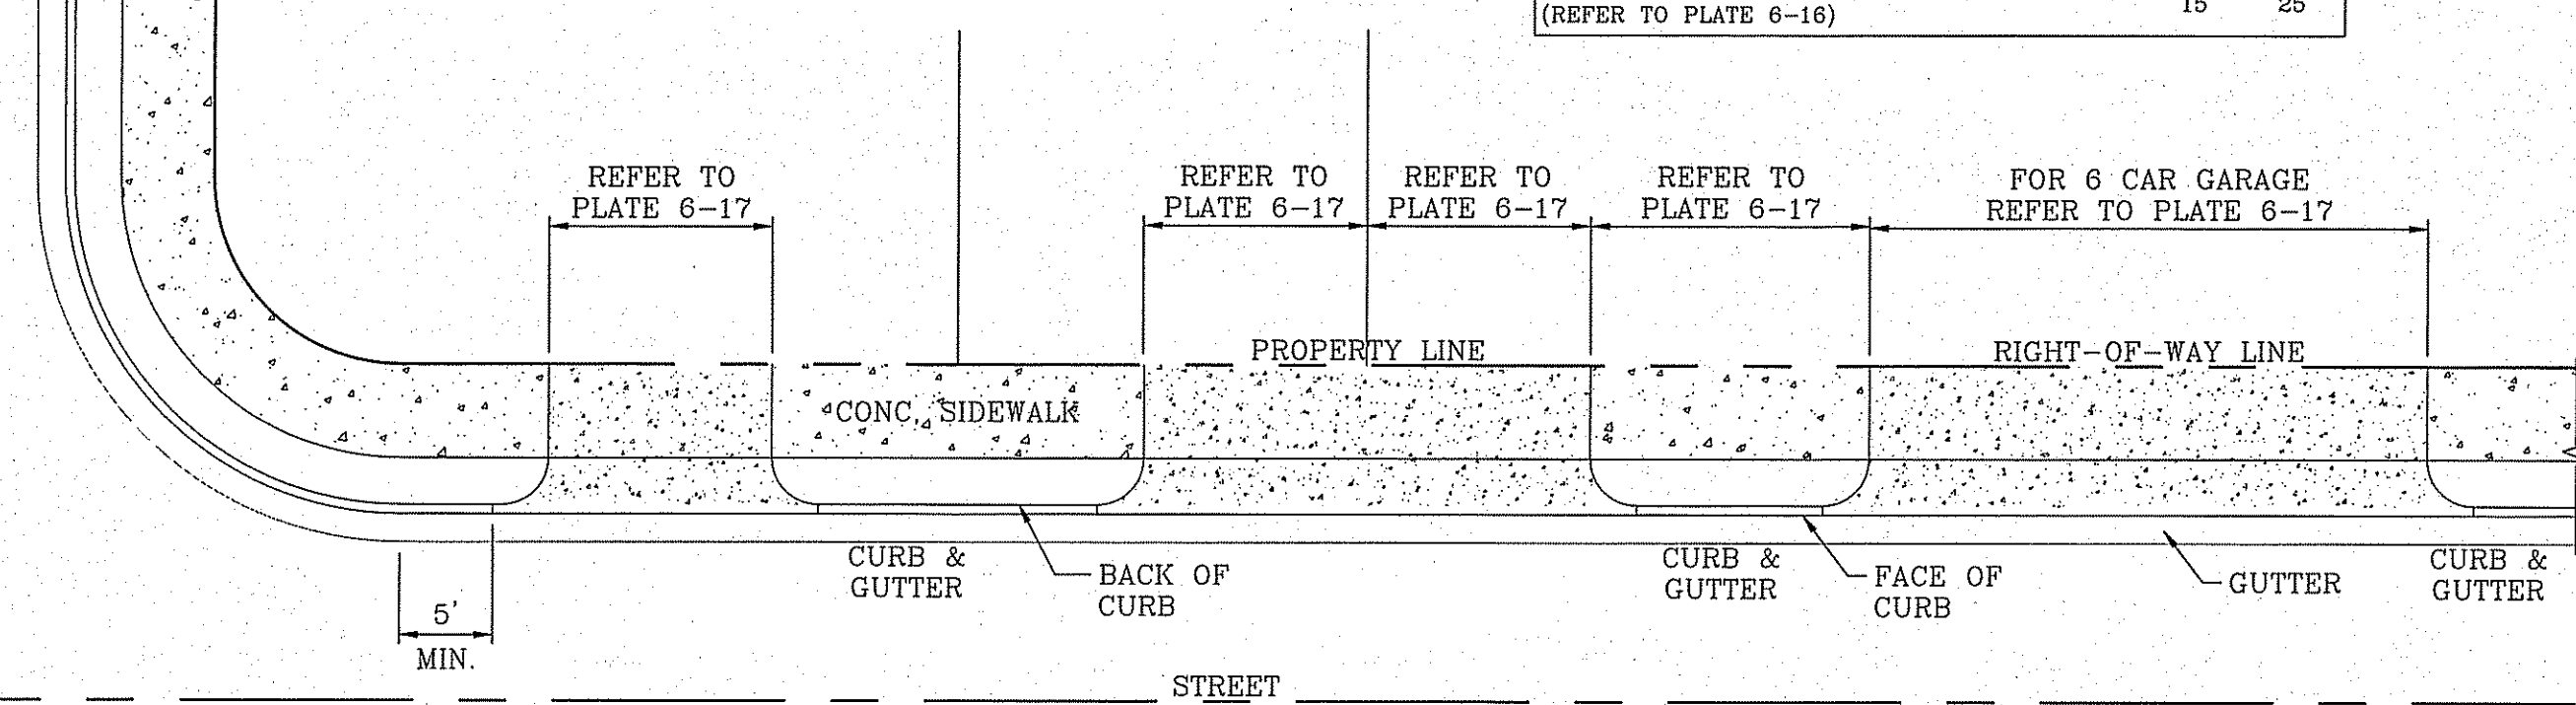 15 25
(REFER TO PLATE 6-16)
REFER TO
PLATE 6-17
REFER TO
PLATE 6-17
REFER TO
PLATE 6-17
REFER TO
PLATE 6-17
FOR 6 CAR GARAGE
REFER TO PLATE 6-17
PROPERTY LINE
RIGHT-OF-WAY LINE
CONC. SIDEWALK
CURB &
GUTTER
BACK OF
CURB
CURB &
GUTTER
FACE OF
CURB
GUTTER
CURB &
GUTTER
5'
MIN.
STREET